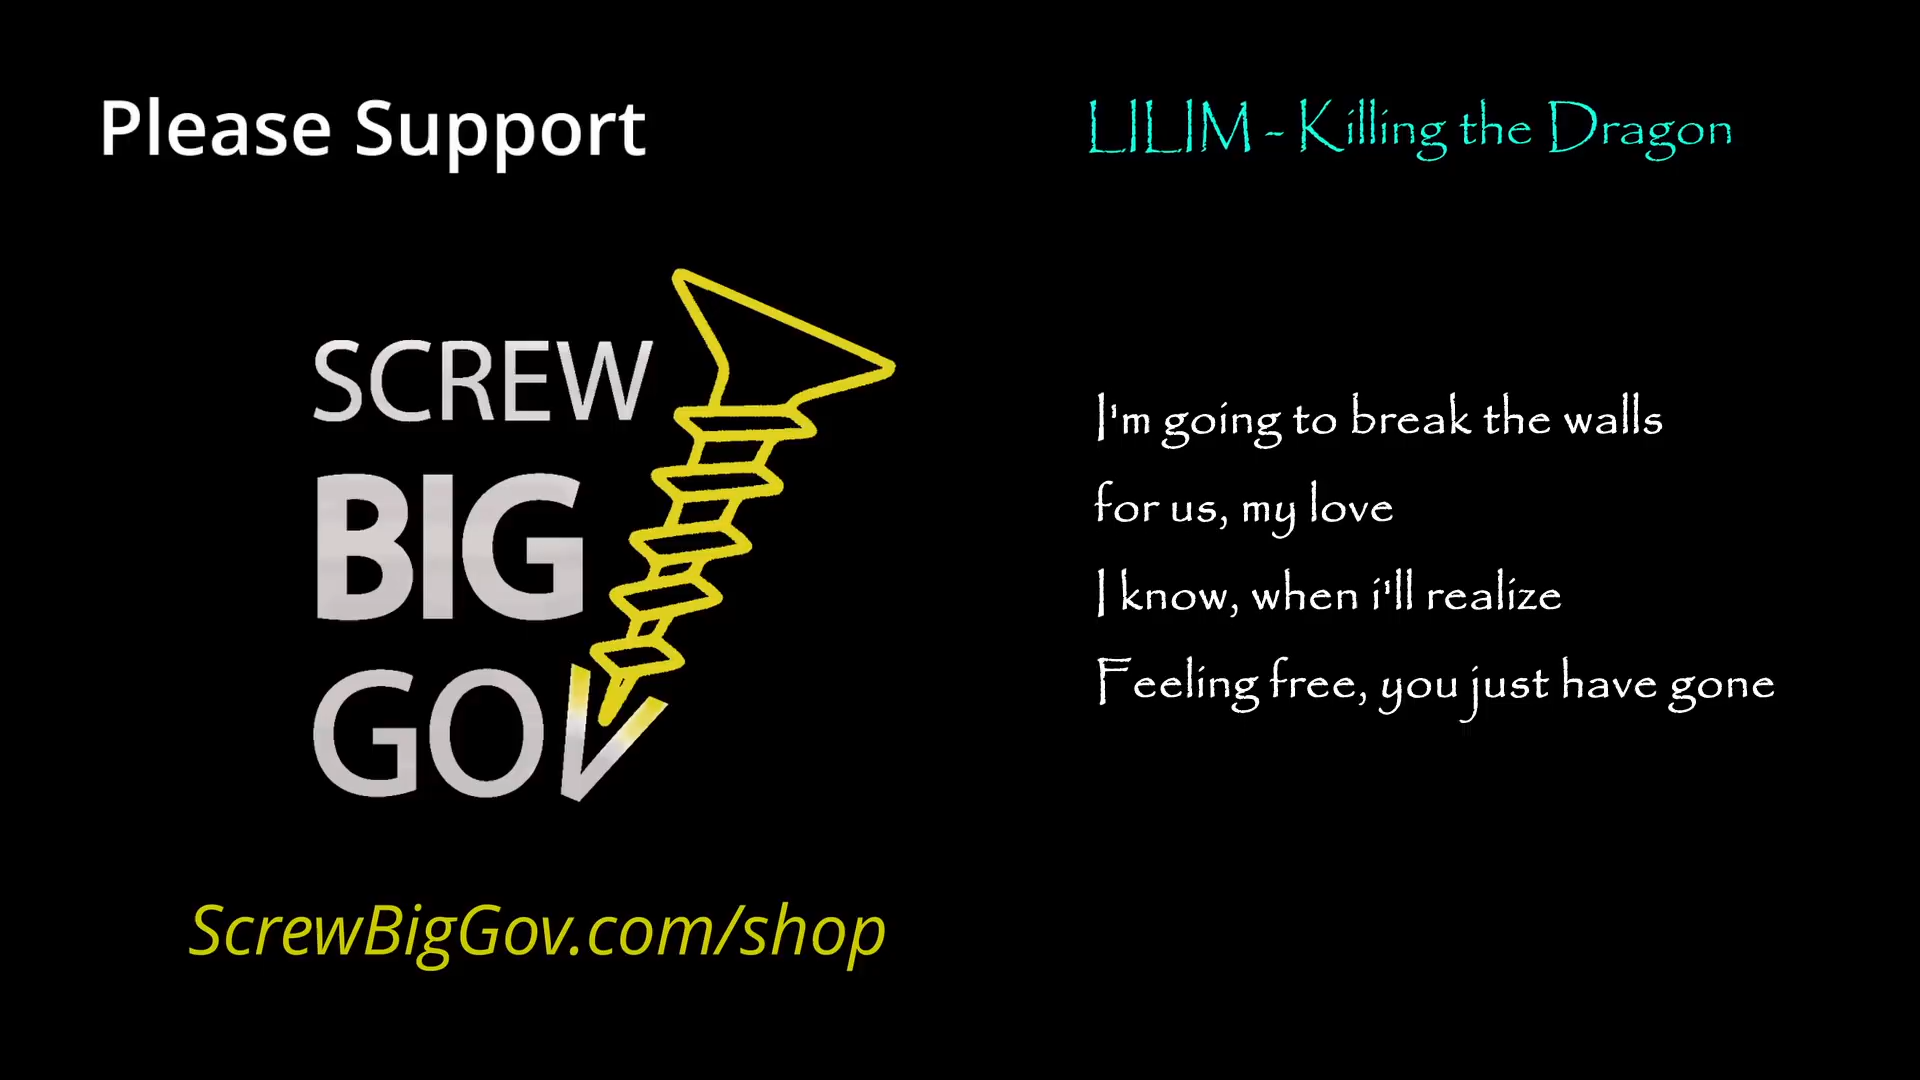 Please Support
SCREW
BIG
GOV
ScrewBigGov.com/shop
LILIM - Killing the Dragon
I'm going to break the walls
for us, my love
I know, when i'll realize
Feeling free, you just have gone